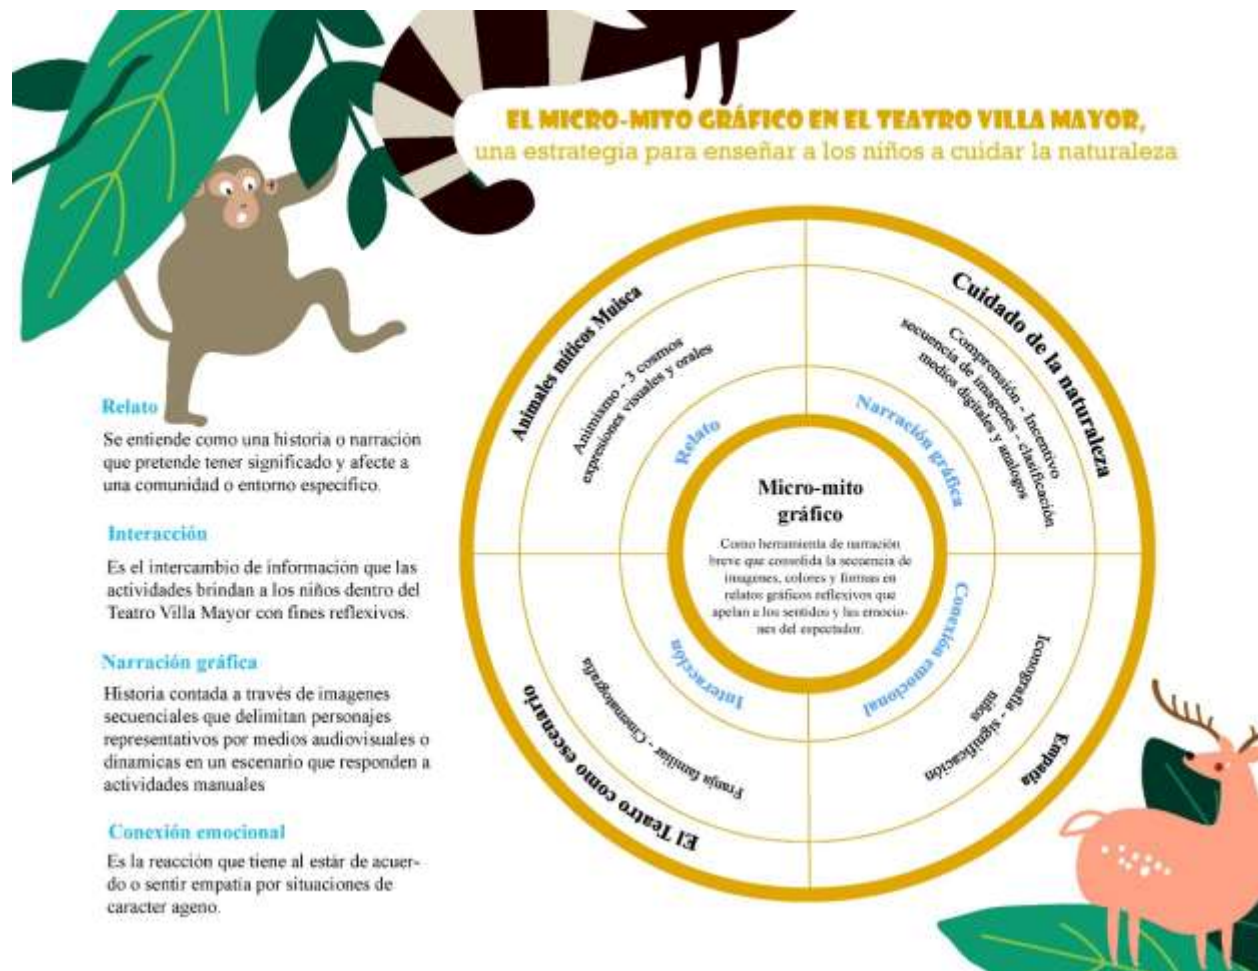 EL MICRO-MITO GRÁFICO EN EL TEATRO VILLA MAYOR,
una estrategia para enseñar a los niños a cuidar la naturaleza
Relato
Se entiende como una historia o narración
que pretende tener significado y afecte a
una comunidad o entorno especifico.
Interacción
Es el intercambio de información que las
actividades brindan a los niños dentro del
Teatro Villa Mayor con fines reflexivos.
Narración gráfica
Historia contada a través de imagenes
secuenciales que delimitan personajes
representativos por medios audiovisuales o
dinamicas en un escenario que responden a
actividades manuales
Conexión emocional
Es la reacción que tiene al estár de acuer-
do o sentir empatía por situaciones de
caracter ageno.
Animales míticos Muisca
Animismo - 3 cosmos
expresiones visuales y orales
Relato
Cuidado de la naturaleza
Comprensión - Incentivo
secuencia de imagenes - clasificación
medios digitales y analogos
Narración gráfica
Micro-mito
gráfico
Como herramienta de narración
breve que consolida la secuencia de
imagenes, colores y formas en
relatos gráficos reflexivos que
apelan a los sentidos y las emocio-
nes del espectador.
Interacción
Franja familiar - Cinematografía
El Teatro como escenario
Conexión emocional
Iconografía - significación
niños
Empatía